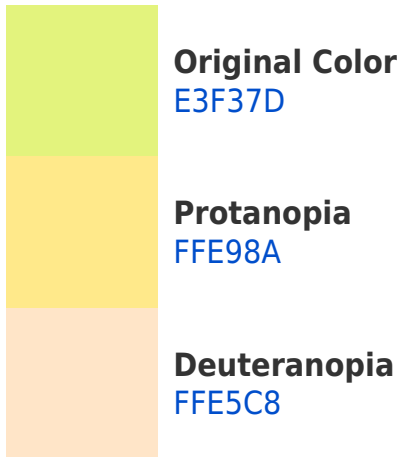 Original Color
E3F37D
Protanopia
FFE98A
Deuteranopia
FFE5C8